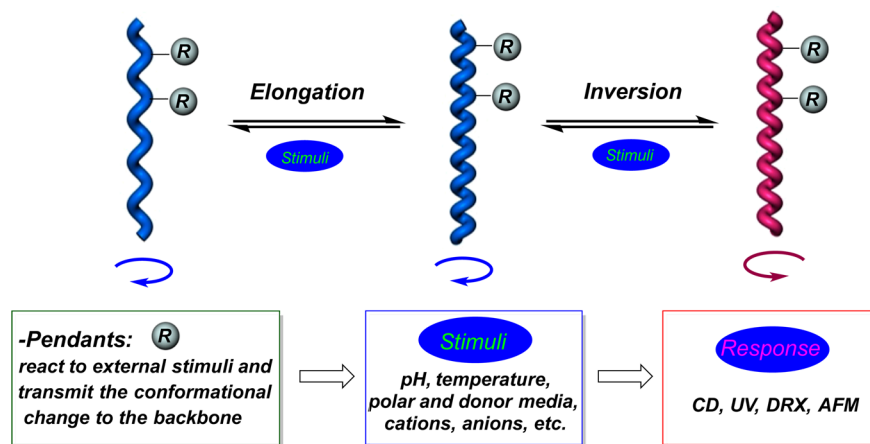 R
R
R
R
R
R
Elongation
Inversion
Stimuli
Stimuli
-Pendants: R
react to external stimuli and
transmit the conformational
change to the backbone
Stimuli
pH, temperature,
polar and donor media,
cations, anions, etc.
Response
CD, UV, DRX, AFM